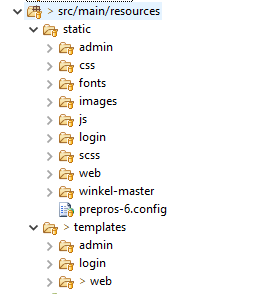 > src/main/resources
static
admin
css
fonts
images
js
login
scss
web
winkel-master
prepros-6.config
> templates
admin
login
> web